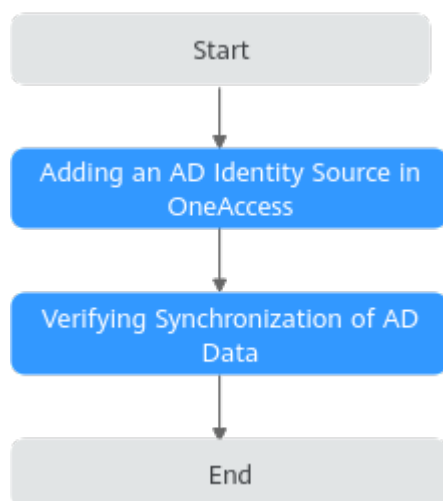 Start
Adding an AD Identity Source in
OneAccess
Verifying Synchronization of AD
Data
End